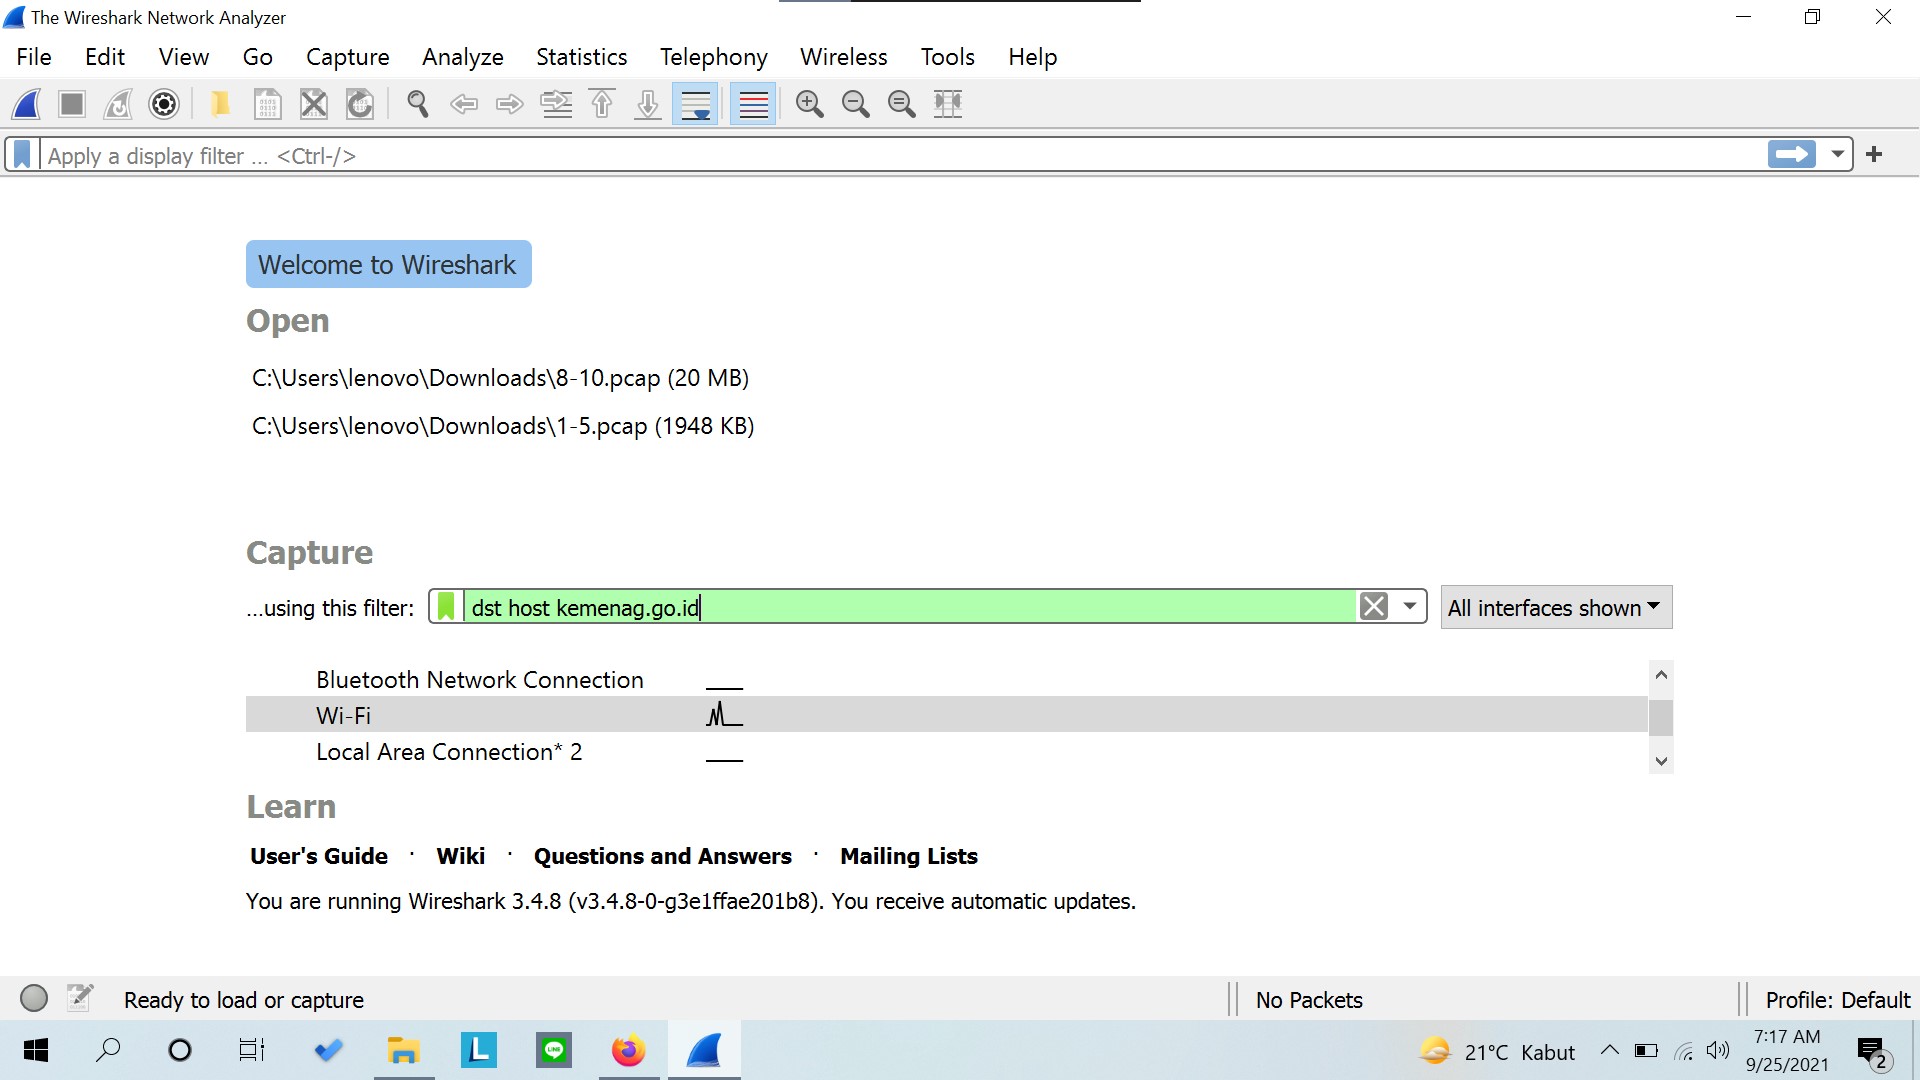 The Wireshark Network Analyzer
File Edit View Go Capture Analyze Statistics Telephony Wireless Tools Help
Apply a display filter ... <Ctrl-/>
Welcome to Wireshark
Open
C:\Users\lenovo\Downloads\8-10.pcap (20 MB)
C:\Users\lenovo\Downloads\1-5.pcap (1948 KB)
Capture
...using this filter: dst host kemenag.go.id All interfaces shown
Bluetooth Network Connection
Wi-Fi
Local Area Connection* 2
Learn
User's Guide · Wiki · Questions and Answers · Mailing Lists
You are running Wireshark 3.4.8 (v3.4.8-0-g3e1ffae201b8). You receive automatic updates.
Ready to load or capture No Packets Profile: Default
L LINE 21°C Kabut 7:17 AM
9/25/2021 2